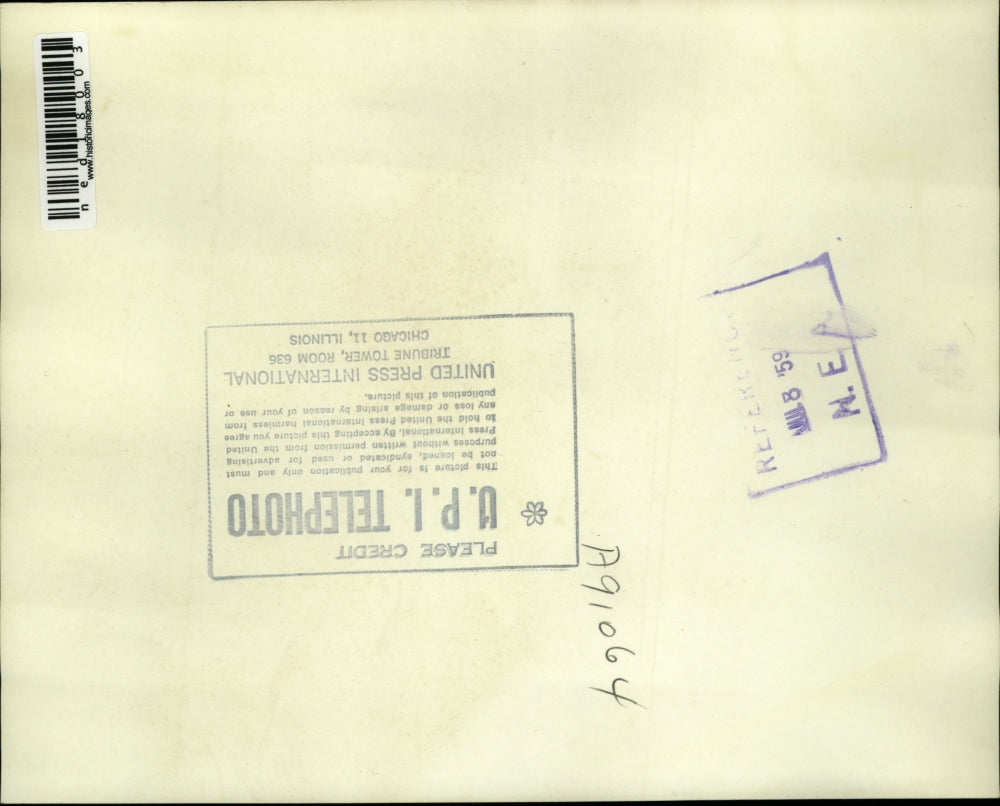 ned18003
www.historicimages.com
PLEASE CREDIT
U. P. I. TELEPHOTO
This picture is for your publication only and must
not be loaned, syndicated or used for advertising
purposes without written permission from the United
Press International. By accepting this picture you agree
to hold the United Press International harmless from
any loss or damage arising by reason of your use or
publication of this picture.
UNITED PRESS INTERNATIONAL
TRIBUNE TOWER, ROOM 636
CHICAGO 11, ILLINOIS
A91064
REFERENC
8 '59
N. E. A